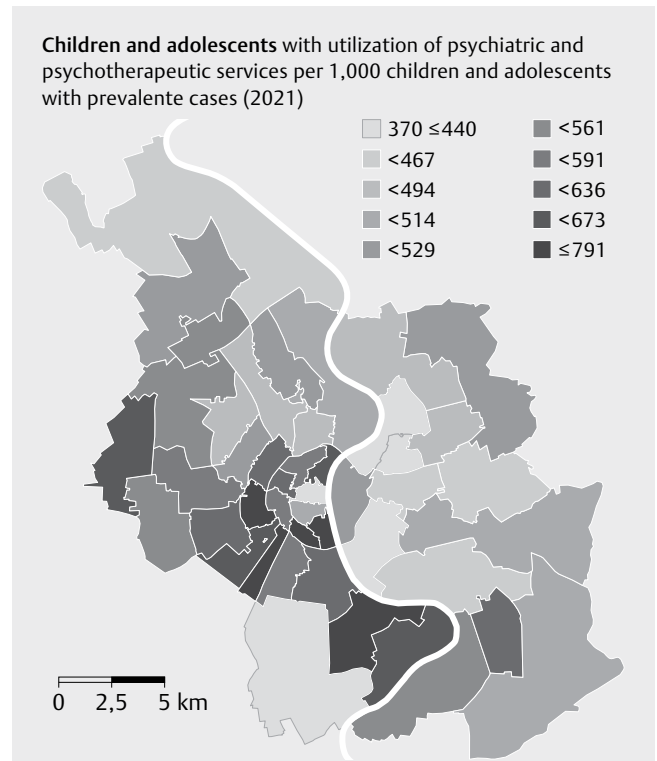 Children and adolescents with utilization of psychiatric and
psychotherapeutic services per 1,000 children and adolescents
with prevalente cases (2021)
370 ≤440
<467
<494
<514
<529
<561
<591
<636
<673
≤791
0 2,5 5 km